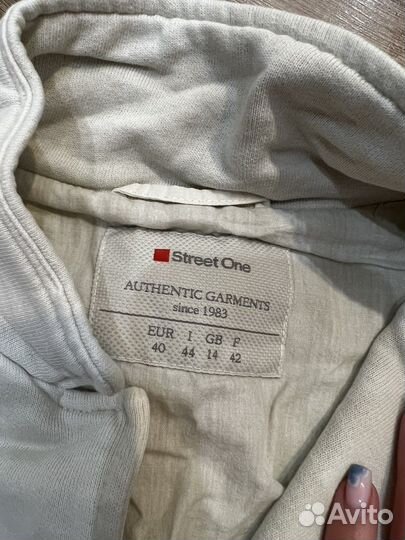 Street One
AUTHENTIC GARMENTS
since 1983
EUR I GB F
40 44 14 42
Avito